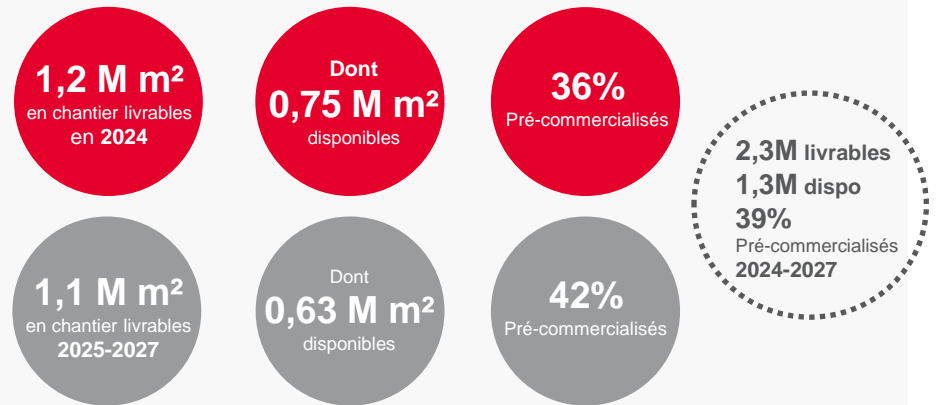 1,2 M m²
en chantier livrables
en 2024
Dont
0,75 M m²
disponibles
36%
Pré-commercialisés
2,3M livrables
1,3M dispo
39%
Pré-commercialisés
2024-2027
1,1 M m²
en chantier livrables
2025-2027
Dont
0,63 M m²
disponibles
42%
Pré-commercialisés